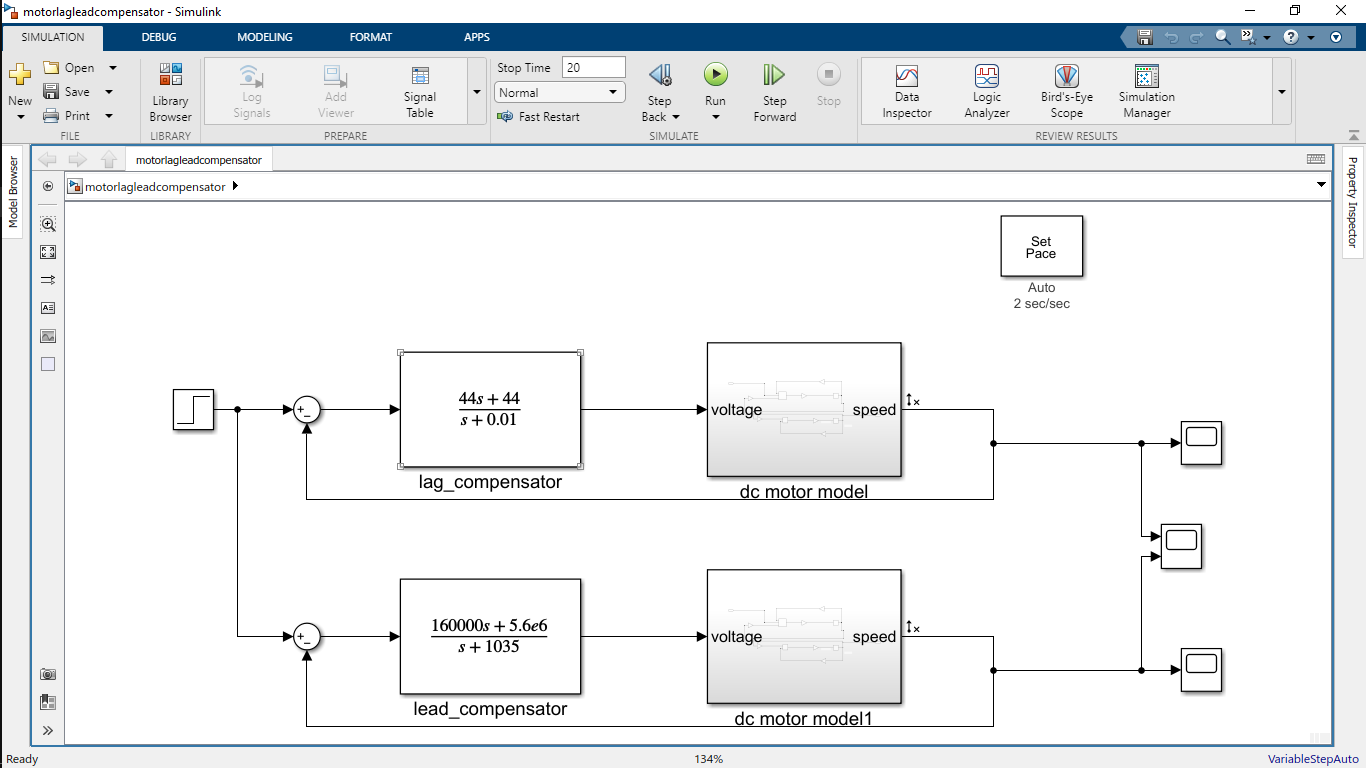 motorlagleadcompensator - Simulink
SIMULATION DEBUG MODELING FORMAT APPS
New
Open
Save
Print
FILE
Library
Browser
LIBRARY
Log
Signals
Add
Viewer
Signal
Table
PREPARE
Stop Time 20
Normal
Fast Restart
Step
Back
Run
Step
Forward
Stop
SIMULATE
Data
Inspector
Logic
Analyzer
Bird's-Eye
Scope
Simulation
Manager
REVIEW RESULTS
Model Browser
motorlagleadcompensator
motorlagleadcompensator
Property Inspector
Set
Pace
Auto
2 sec/sec
44s + 44
s + 0.01
lag_compensator
voltage speed
dc motor model
160000s + 5.6e6
s + 1035
lead_compensator
voltage speed
dc motor model1
Ready 134% VariableStepAuto